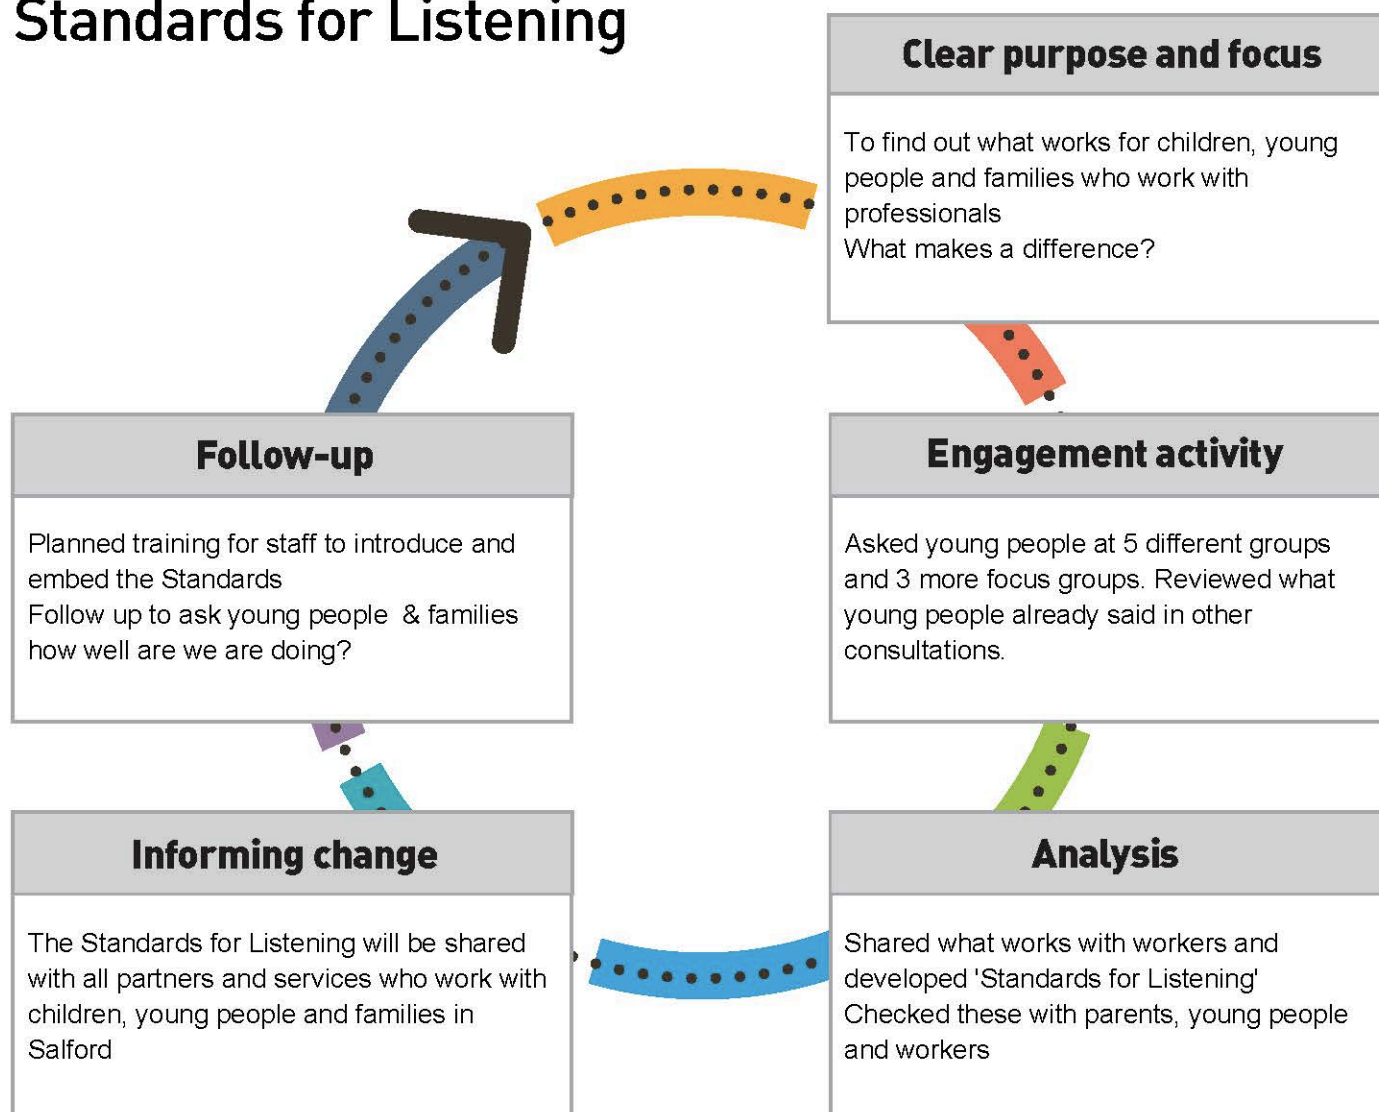 Standards for Listening
Clear purpose and focus
To find out what works for children, young
people and families who work with
professionals
What makes a difference?
Engagement activity
Asked young people at 5 different groups
and 3 more focus groups. Reviewed what
young people already said in other
consultations.
Analysis
Shared what works with workers and
developed 'Standards for Listening'
Checked these with parents, young people
and workers
Informing change
The Standards for Listening will be shared
with all partners and services who work with
children, young people and families in
Salford
Follow-up
Planned training for staff to introduce and
embed the Standards
Follow up to ask young people  & families
how well are we are doing?